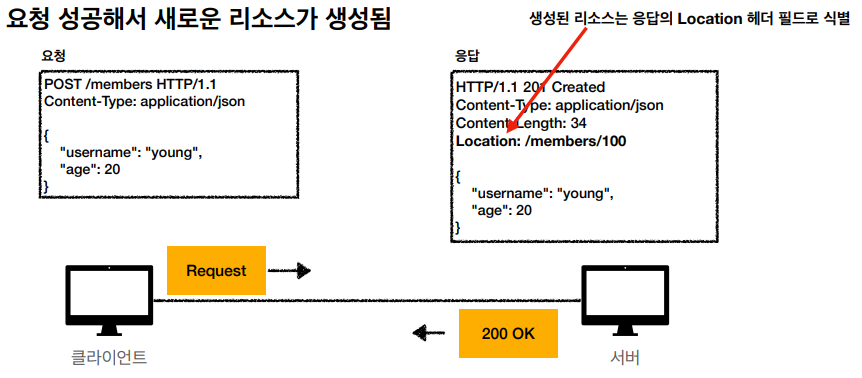 요청 성공해서 새로운 리소스가 생성됨
생성된 리소스는 응답의 Location 헤더 필드로 식별
요청
POST /members HTTP/1.1
Content-Type: application/json
{
"username": "young",
"age": 20
}
응답
HTTP/1.1 201 Created
Content-Type: application/json
Content-Length: 34
Location: /members/100
{
"username": "young",
"age": 20
}
Request
200 OK
클라이언트
서버